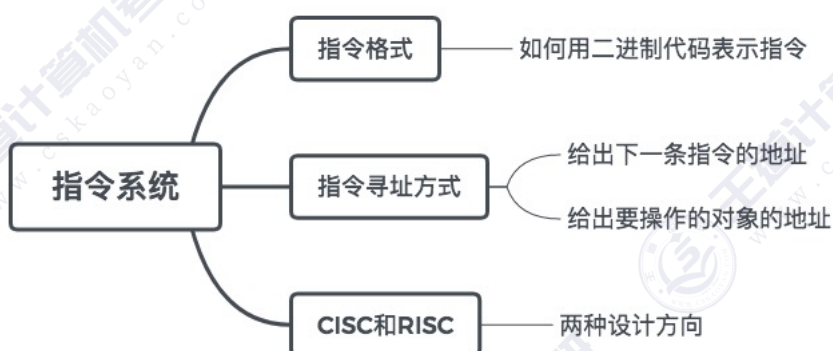 指令格式
如何用二进制代码表示指令
指令系统
指令寻址方式
给出下一条指令的地址
给出要操作的对象的地址
CISC和RISC
两种设计方向